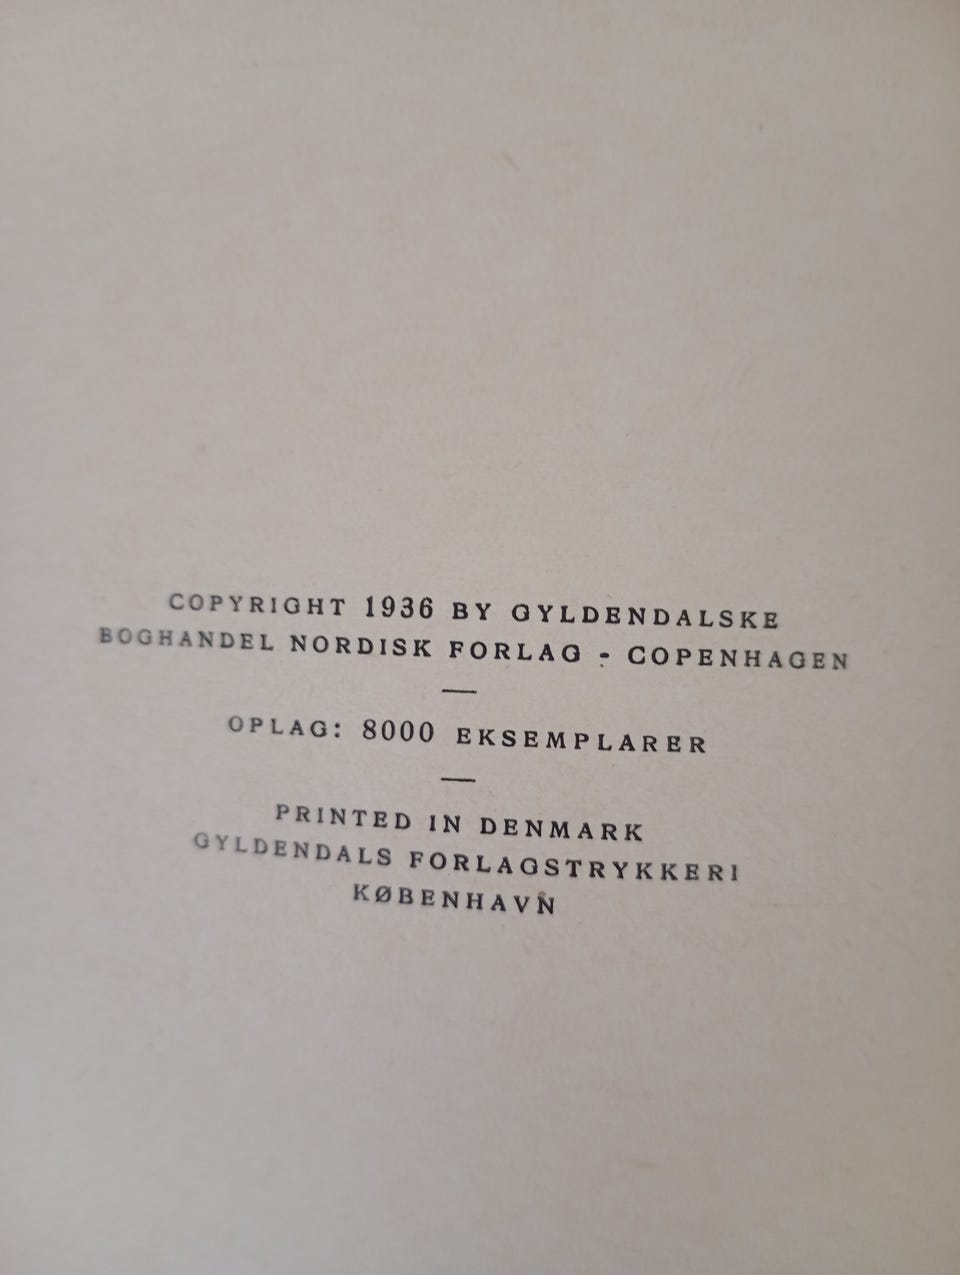 COPYRIGHT 1936 BY GYLDENDALSKE
BOGHANDEL NORDISK FORLAG - COPENHAGEN
OPLAG: 8000 EKSEMPLARER
PRINTED IN DENMARK
GYLDENDALS FORLAGSTRYKKERI
KØBENHAVN